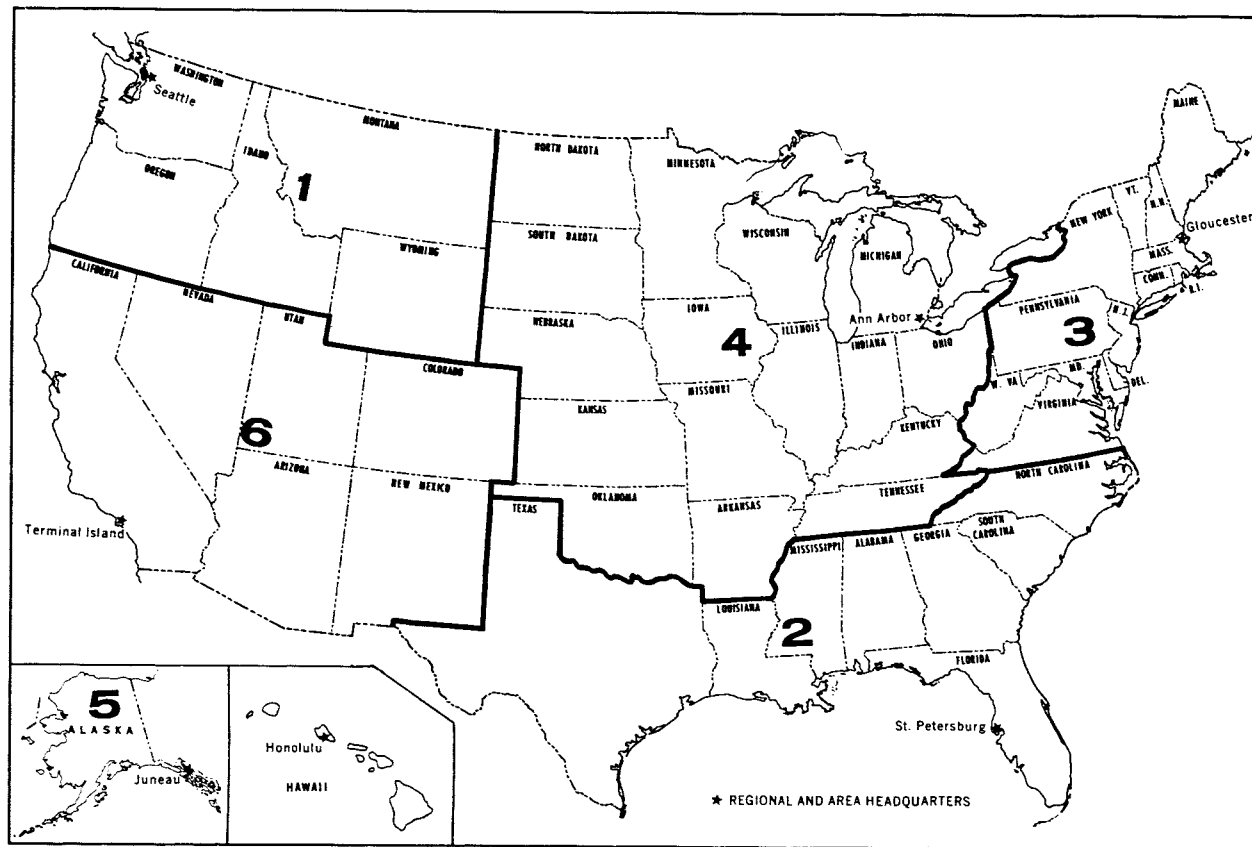 WASHINGTON
Seattle
MONTANA
IDAHO
OREGON
1
WYOMING
NORTH DAKOTA
MINNESOTA
SOUTH DAKOTA
WISCONSIN
MICHIGAN
MAINE
VT.
N.H.
NEW YORK
Gloucester
MASS.
CONN.
R.I.
CALIFORNIA
NEVADA
UTAH
NEBRASKA
IOWA
4
ILLINOIS
Ann Arbor
INDIANA
OHIO
PENNSYLVANIA
N.J.
3
COLORADO
KANSAS
MISSOURI
KENTUCKY
W. VA
MD.
DEL.
VIRGINIA
6
ARIZONA
NEW MEXICO
TEXAS
OKLAHOMA
ARKANSAS
TENNESSEE
NORTH CAROLINA
SOUTH
CAROLINA
Terminal Island
MISSISSIPPI
ALABAMA
GEORGIA
LOUISIANA
2
FLORIDA
St. Petersburg
5
ALASKA
Juneau
Honolulu
HAWAII
★ REGIONAL AND AREA HEADQUARTERS